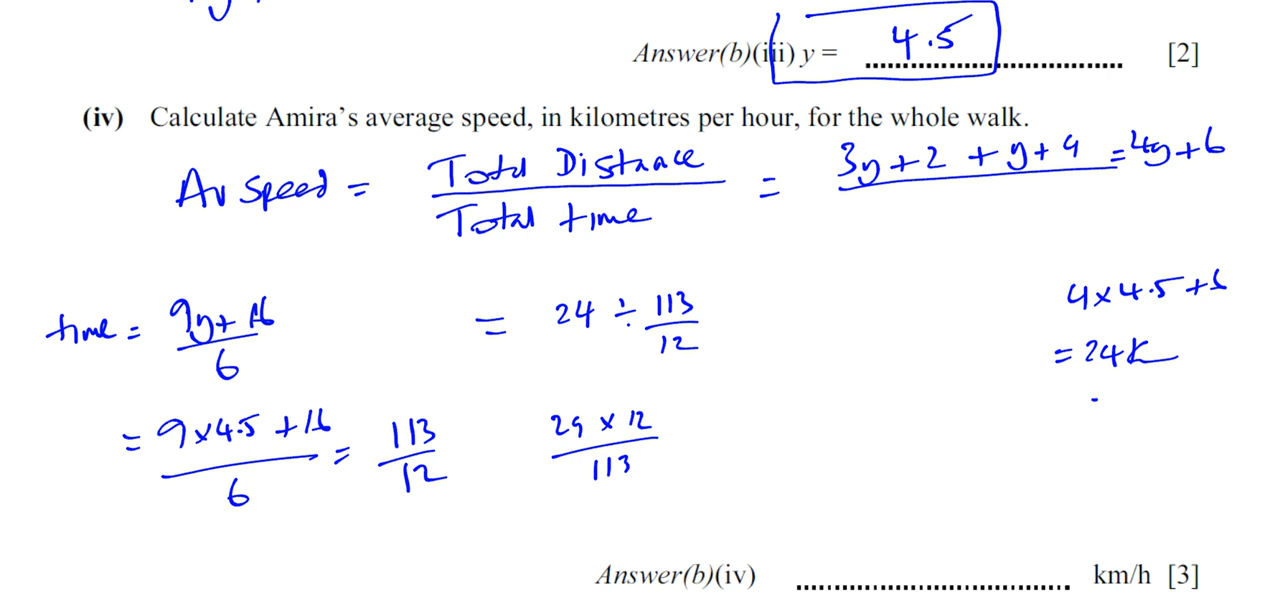 Answer(b)(iii) y = 4.5 [2]
(iv) Calculate Amira's average speed, in kilometres per hour, for the whole walk.
Av Speed = Total Distance / Total time = 3y + 2 + y + 4 = 4y + 6
time = 9y + 16 / 6 = 24 ÷ 113 / 12
4 × 4.5 + 6
= 24k
= 9 × 4.5 + 16 / 6 = 113 / 12 24 × 12 / 113
Answer(b)(iv) .................................... km/h [3]